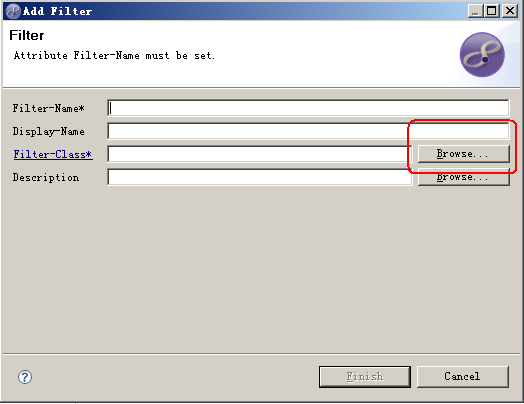 Add Filter
Filter
Attribute Filter-Name must be set.
Filter-Name*
Display-Name
Filter-Class* Browse...
Description Browse...
? Finish Cancel